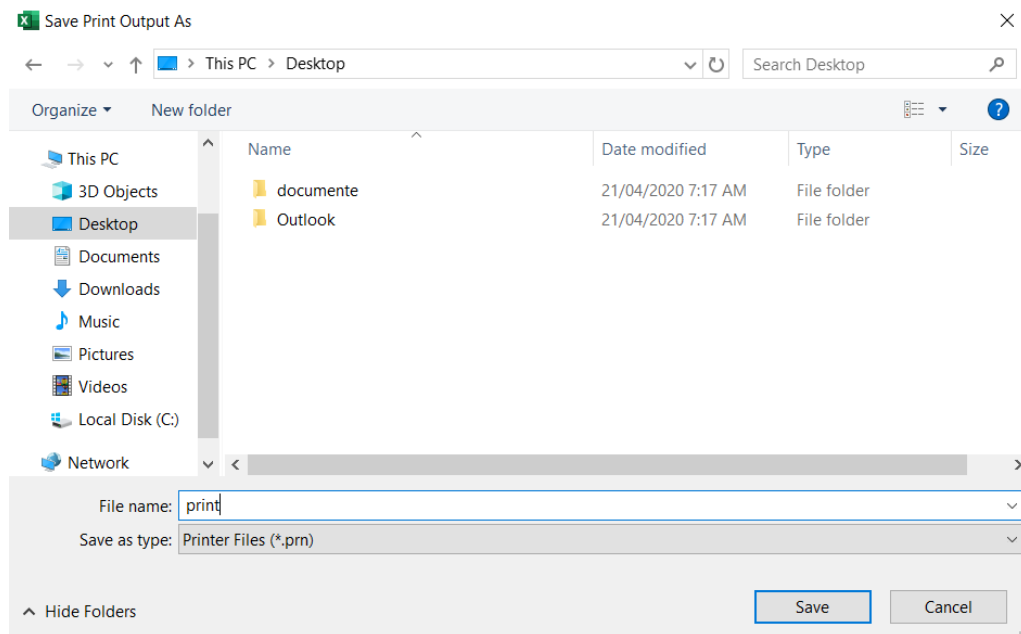 Save Print Output As
This PC > Desktop
Search Desktop
Organize
New folder
?
This PC
3D Objects
Desktop
Documents
Downloads
Music
Pictures
Videos
Local Disk (C:)
Network
Name Date modified Type Size
documente 21/04/2020 7:17 AM File folder
Outlook 21/04/2020 7:17 AM File folder
File name: print
Save as type: Printer Files (*.prn)
Hide Folders
Save
Cancel